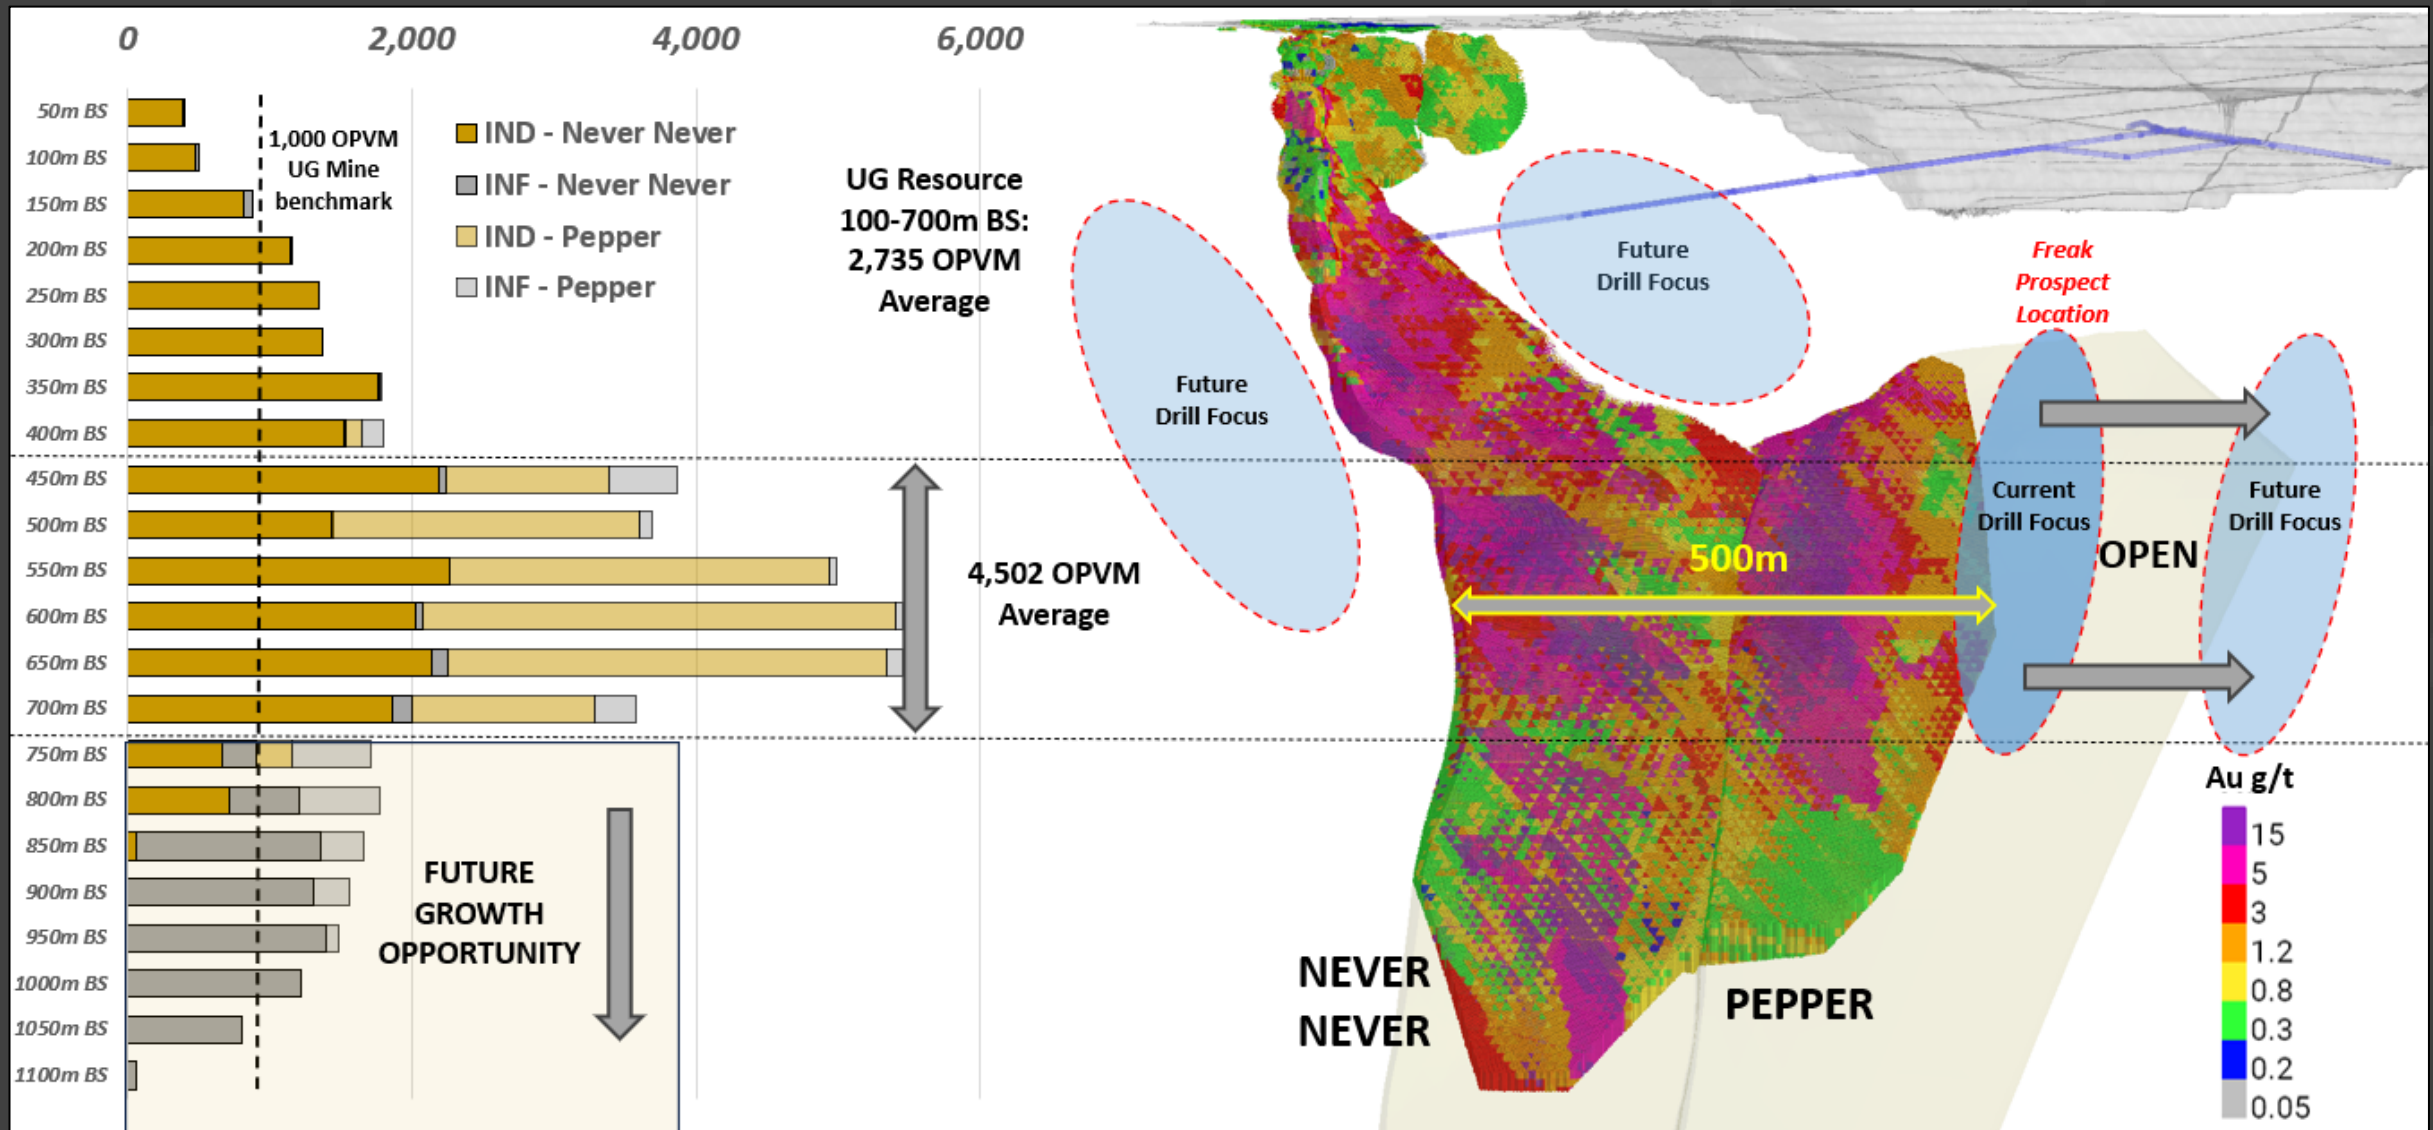 0 2,000 4,000 6,000
50m BS
100m BS
150m BS
200m BS
250m BS
300m BS
350m BS
400m BS
450m BS
500m BS
550m BS
600m BS
650m BS
700m BS
750m BS
800m BS
850m BS
900m BS
950m BS
1000m BS
1050m BS
1100m BS
1,000 OPVM
UG Mine
benchmark
IND - Never Never
INF - Never Never
IND - Pepper
INF - Pepper
UG Resource
100-700m BS:
2,735 OPVM
Average
4,502 OPVM
Average
FUTURE
GROWTH
OPPORTUNITY
Future
Drill Focus
Future
Drill Focus
Freak
Prospect
Location
Current
Drill Focus
OPEN
Future
Drill Focus
500m
NEVER
NEVER
PEPPER
Au g/t
15
5
3
1.2
0.8
0.3
0.2
0.05